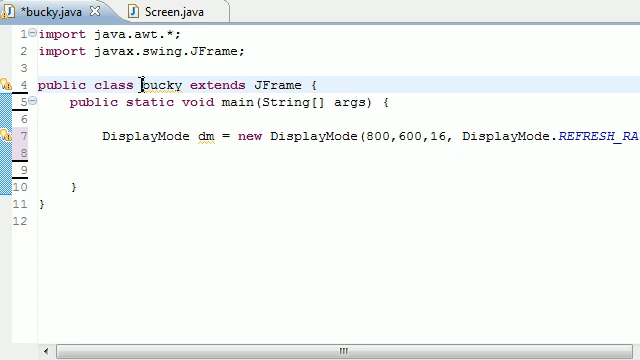 *bucky.java
Screen.java
1 import java.awt.*;
2 import javax.swing.JFrame;
3
4 public class bucky extends JFrame {
5 public static void main(String[] args) {
6
7 DisplayMode dm = new DisplayMode(800,600,16, DisplayMode.REFRESH_RA
8
9
10 }
11 }
12